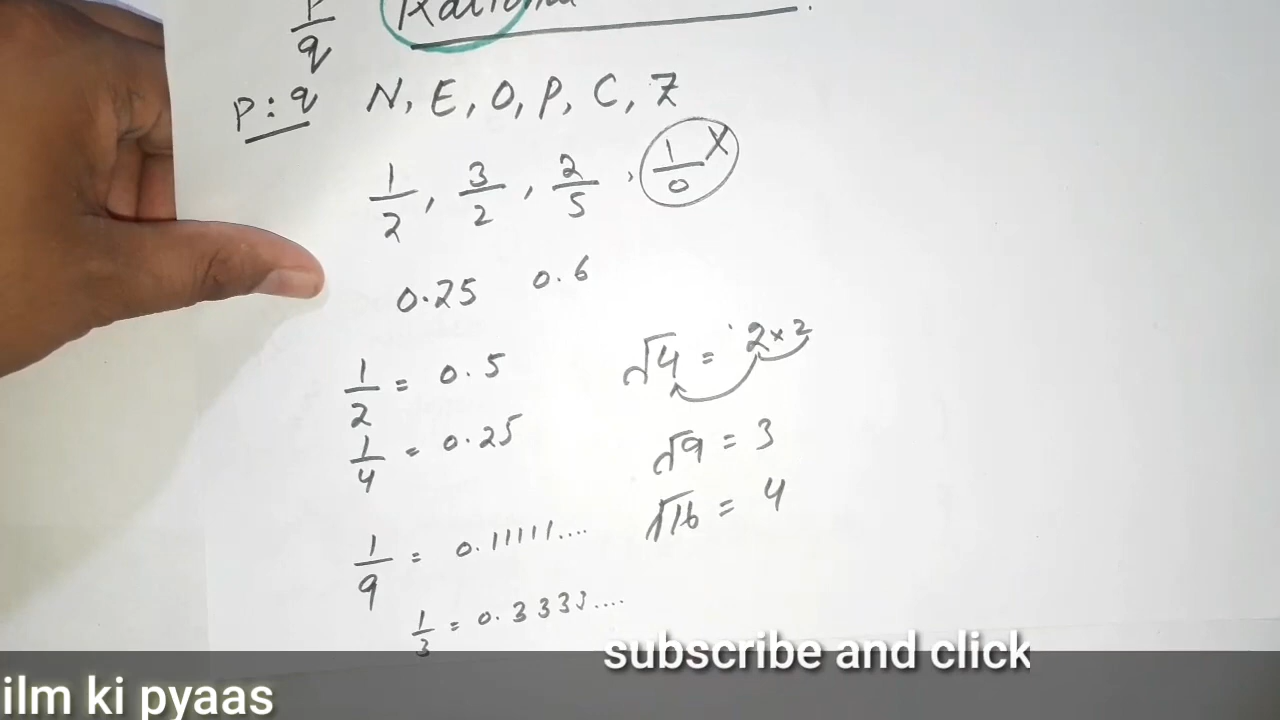 p/q Rational
P:q N, E, O, P, C, Z
1/2, 3/2, 2/5, 1/0 X
0.25 0.6
1/2 = 0.5
√4 = 2×2
1/4 = 0.25
√9 = 3
√16 = 4
1/9 = 0.11111....
1/3 = 0.3333....
subscribe and click
ilm ki pyaas